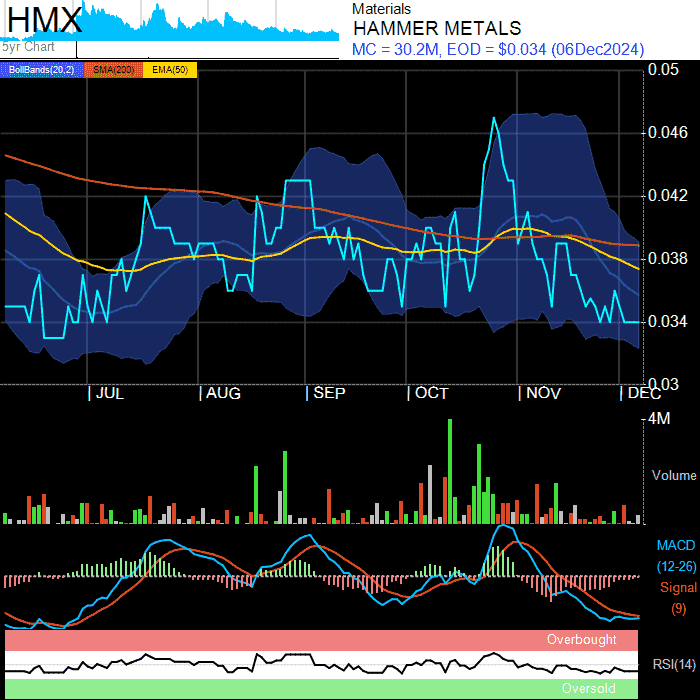 HMX
5yr Chart
Materials
HAMMER METALS
MC = 30.2M, EOD = $0.034 (06Dec2024)
BollBands(20,2) SMA(200) EMA(50)
0.05
0.046
0.042
0.038
0.034
0.03
| JUL | AUG | SEP | OCT | NOV | DEC
4M
Volume
MACD
(12-26)
Signal
(9)
Overbought
RSI(14)
Oversold